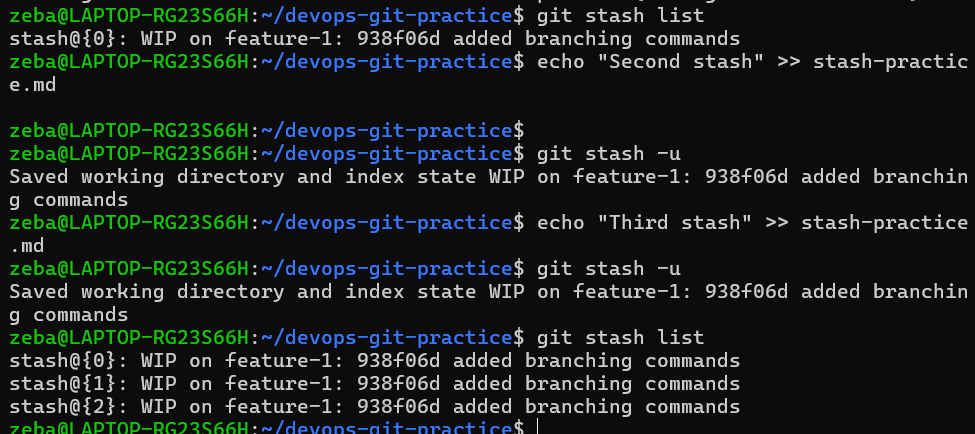 zeba@LAPTOP-RG23S66H:~/devops-git-practice$ git stash list
stash@{0}: WIP on feature-1: 938f06d added branching commands
zeba@LAPTOP-RG23S66H:~/devops-git-practice$ echo "Second stash" >> stash-practic
e.md
zeba@LAPTOP-RG23S66H:~/devops-git-practice$
zeba@LAPTOP-RG23S66H:~/devops-git-practice$ git stash -u
Saved working directory and index state WIP on feature-1: 938f06d added branchin
g commands
zeba@LAPTOP-RG23S66H:~/devops-git-practice$ echo "Third stash" >> stash-practice
.md
zeba@LAPTOP-RG23S66H:~/devops-git-practice$ git stash -u
Saved working directory and index state WIP on feature-1: 938f06d added branchin
g commands
zeba@LAPTOP-RG23S66H:~/devops-git-practice$ git stash list
stash@{0}: WIP on feature-1: 938f06d added branching commands
stash@{1}: WIP on feature-1: 938f06d added branching commands
stash@{2}: WIP on feature-1: 938f06d added branching commands
zeba@LAPTOP-RG23S66H:~/devops-git-practice$